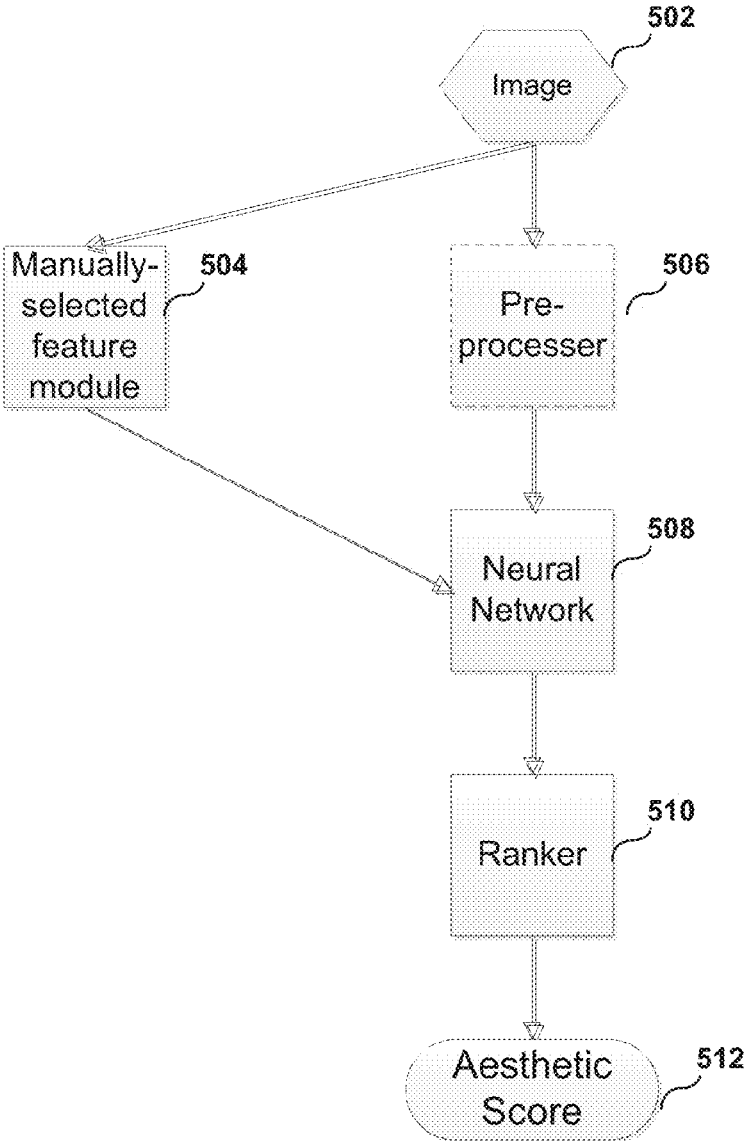 502
Image
Manually-
selected
feature
module
504
Pre-
processer
506
Neural
Network
508
Ranker
510
Aesthetic
Score
512